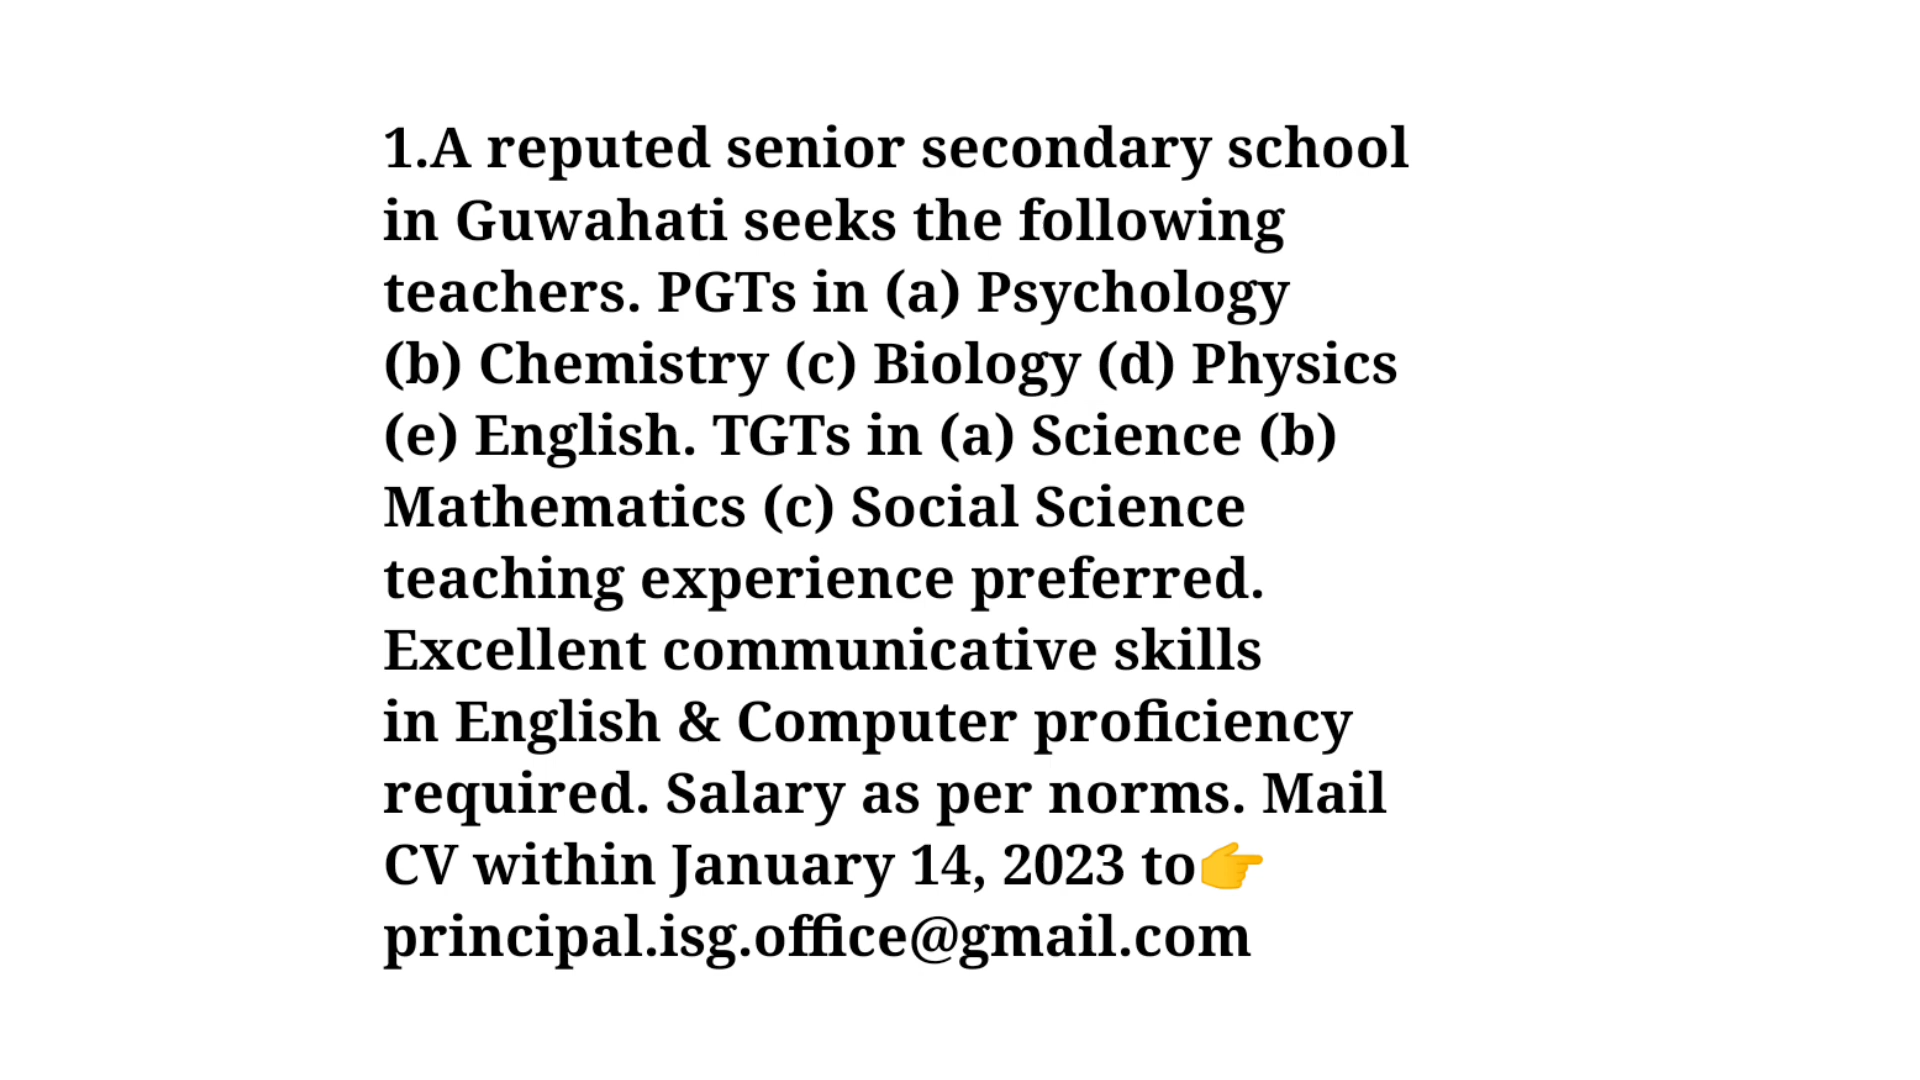 1.A reputed senior secondary school
in Guwahati seeks the following
teachers. PGTs in (a) Psychology
(b) Chemistry (c) Biology (d) Physics
(e) English. TGTs in (a) Science (b)
Mathematics (c) Social Science
teaching experience preferred.
Excellent communicative skills
in English & Computer proficiency
required. Salary as per norms. Mail
CV within January 14, 2023 to👉
principal.isg.office@gmail.com